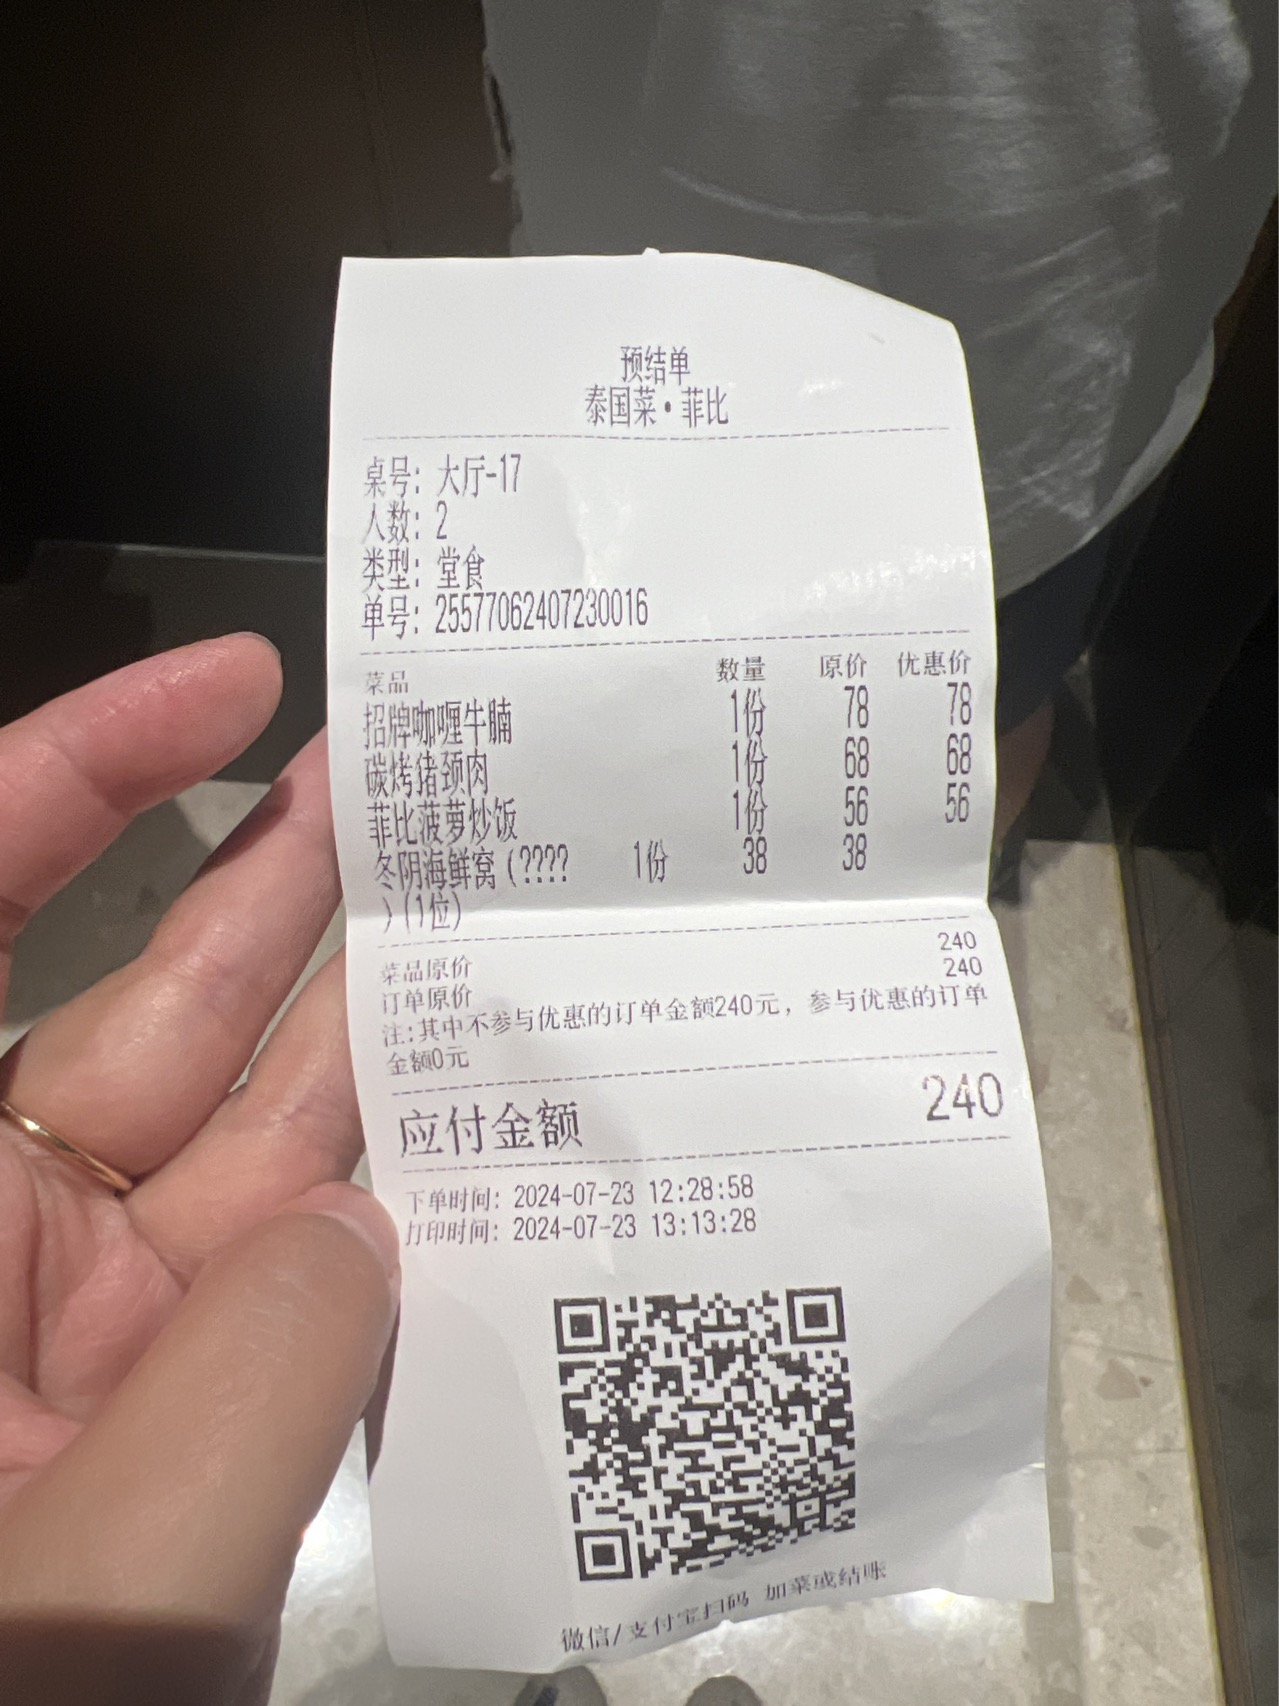 预结单
泰国菜·菲比
桌号: 大厅-17
人数: 2
类型: 堂食
单号: 25577062407230016
菜品 数量 原价 优惠价
招牌咖喱牛腩 1份 78 78
碳烤猪颈肉 1份 68 68
菲比菠萝炒饭 1份 56 56
冬阴海鲜窝(???? 1份 38 38
)(1位)
菜品原价 240
订单原价 240
注:其中不参与优惠的订单金额240元，参与优惠的订单
金额0元
应付金额 240
下单时间: 2024-07-23 12:28:58
打印时间: 2024-07-23 13:13:28
微信/支付宝扫码 加菜或结账